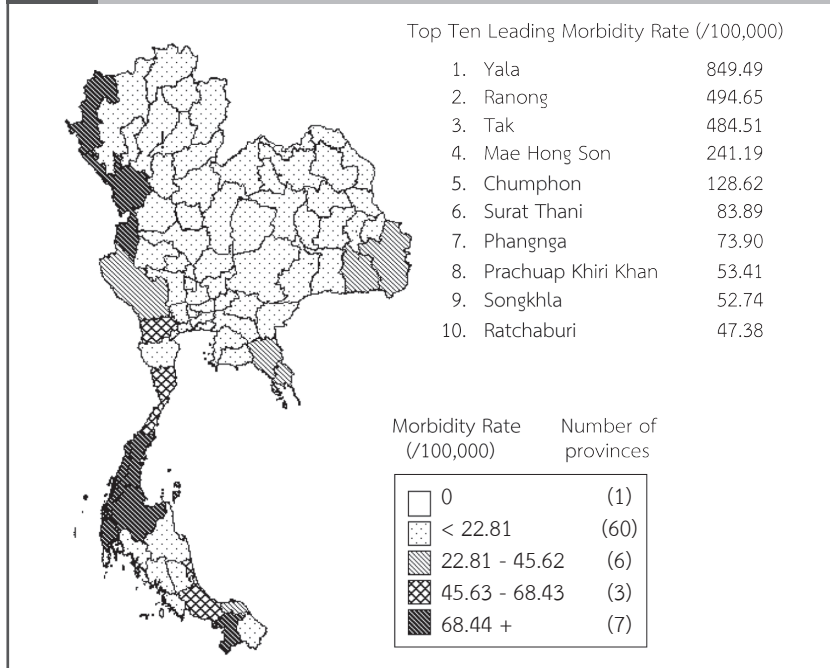 Top Ten Leading Morbidity Rate (/100,000)
1. Yala 849.49
2. Ranong 494.65
3. Tak 484.51
4. Mae Hong Son 241.19
5. Chumphon 128.62
6. Surat Thani 83.89
7. Phangnga 73.90
8. Prachuap Khiri Khan 53.41
9. Songkhla 52.74
10. Ratchaburi 47.38
Morbidity Rate Number of
(/100,000) provinces
0 (1)
< 22.81 (60)
22.81 - 45.62 (6)
45.63 - 68.43 (3)
68.44 + (7)